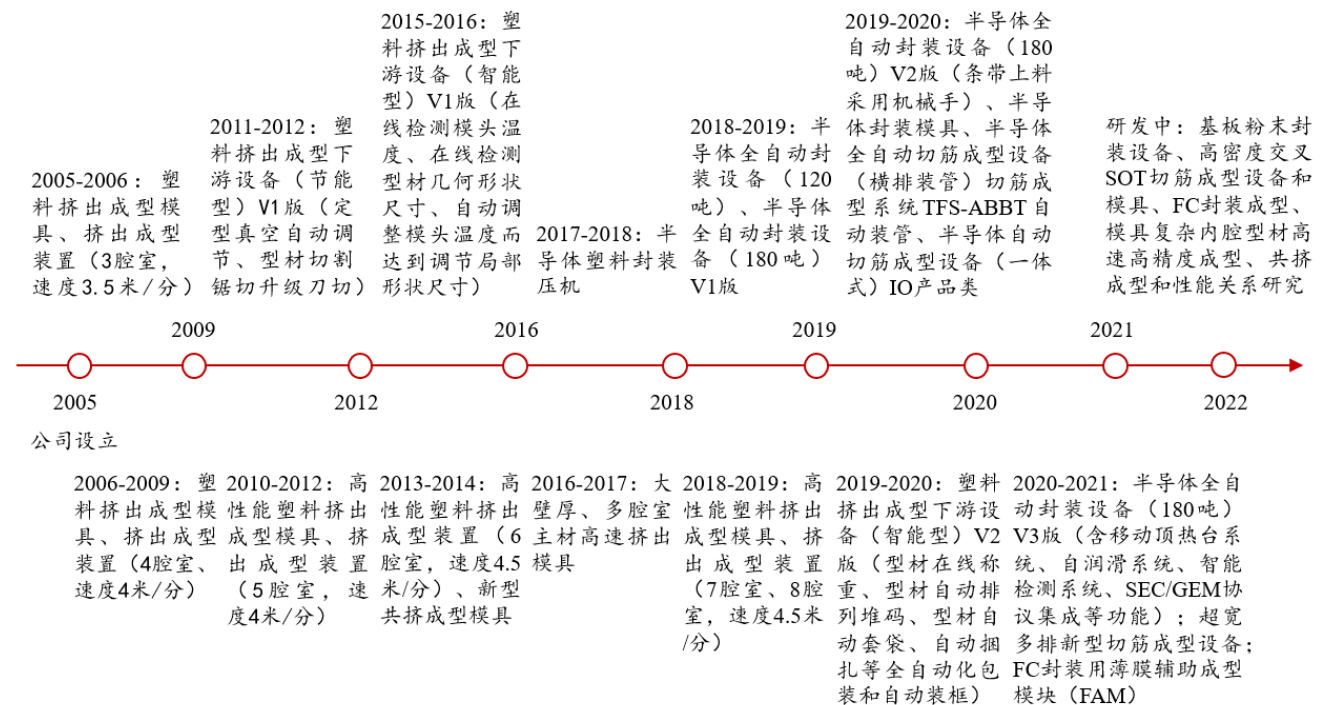 2005-2006：塑
料挤出成型模
具、挤出成型
装置（3腔室，
速度3.5米/分）
2011-2012：塑
料挤出成型下
游设备（节能
型）V1版（定
型真空自动调
节、型材切割
锯切升级刀切）
2015-2016：塑
料挤出成型下
游设备（智能
型）V1版（在
线检测模头温
度、在线检测
型材几何形状
尺寸、自动调
整模头温度而
达到调节局部
形状尺寸）
2017-2018：半
导体塑料封装
压机
2018-2019：半
导体全自动封
装设备（120
吨）、半导体
全自动封装设
备（180吨）
V1版
2019-2020：半导体全
自动封装设备（180
吨）V2版（条带上料
采用机械手）、半导
体封装模具、半导体
全自动切筋成型设备
（横排装管）切筋成
型系统TFS-ABBT自
动装管、半导体自动
切筋成型设备（一体
式）IO产品类
研发中：基板粉末封
装设备、高密度交叉
SOT切筋成型设备和
模具、FC封装成型、
模具复杂内腔型材高
速高精度成型、共挤
成型和性能关系研究
2009
2016
2019
2021
2005
2012
2018
2020
2022
公司设立
2006-2009：塑
料挤出成型模
具、挤出成型
装置（4腔室、
速度4米/分）
2010-2012：高
性能塑料挤出
成型模具、挤
出成型装置
（5腔室，速
度4米/分）
2013-2014：高
性能塑料挤出
成型装置（6
腔室，速度4.5
米/分）、新型
共挤成型模具
2016-2017：大
壁厚、多腔室
主材高速挤出
模具
2018-2019：高
性能塑料挤出
成型模具、挤
出成型装置
（7腔室、8腔
室，速度4.5米
/分）
2019-2020：塑料
挤出成型下游设
备（智能型）V2
版（型材在线称
重、型材自动排
列堆码、型材自
动套袋、自动捆
扎等全自动化包
装和自动装框）
2020-2021：半导体全自
动封装设备（180吨）
V3版（含移动顶热台系
统、自润滑系统、智能
检测系统、SEC/GEM协
议集成等功能）；超宽
多排新型切筋成型设备；
FC封装用薄膜辅助成型
模块（FAM）